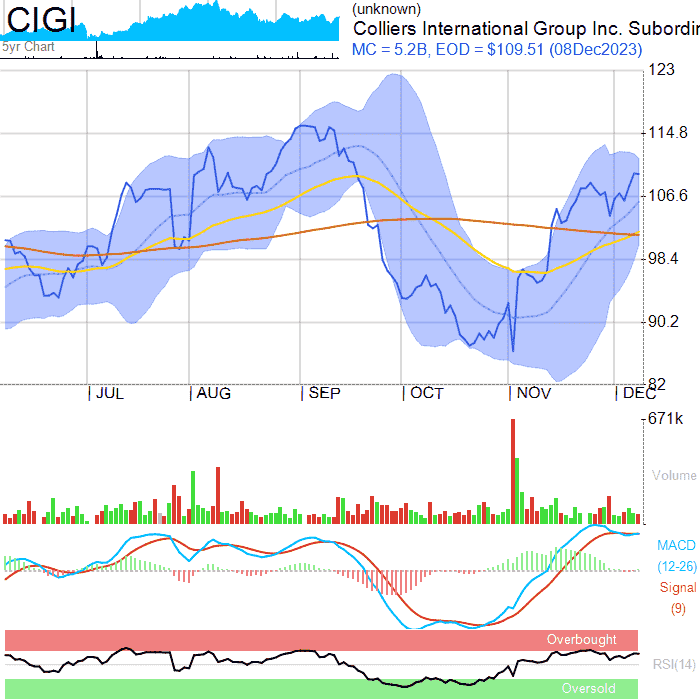 CIGI
(unknown)
Colliers International Group Inc. Subordin
MC = 5.2B, EOD = $109.51 (08Dec2023)
5yr Chart
123
114.8
106.6
98.4
90.2
82
JUL AUG SEP OCT NOV DEC
671k
Volume
MACD
(12-26)
Signal
(9)
Overbought
RSI(14)
Oversold